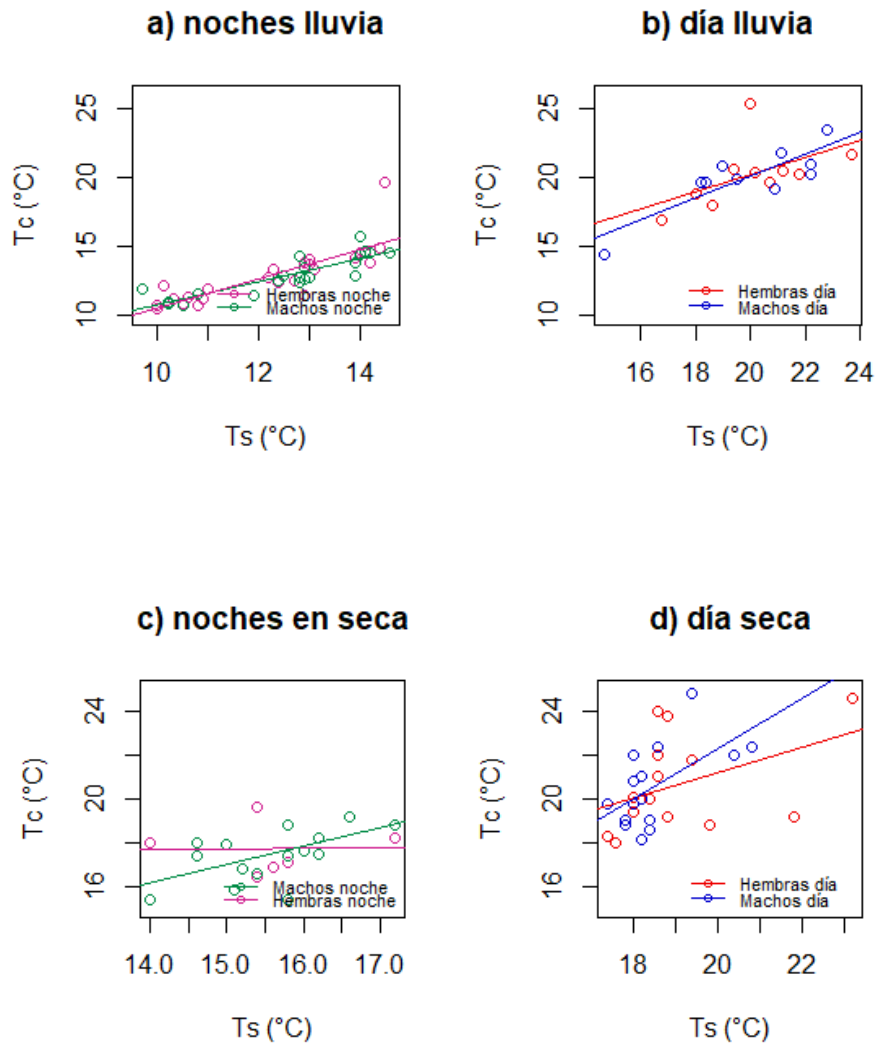 a) noches lluvia
Tc (°C)
25
20
15
10
Hembras noche
Machos noche
10 12 14
Ts (°C)
b) día lluvia
Tc (°C)
25
20
15
10
Hembras día
Machos día
16 18 20 22 24
Ts (°C)
c) noches en seca
Tc (°C)
24
20
16
Machos noche
Hembras noche
14.0 15.0 16.0 17.0
Ts (°C)
d) día seca
Tc (°C)
24
20
16
Hembras día
Machos día
18 20 22
Ts (°C)